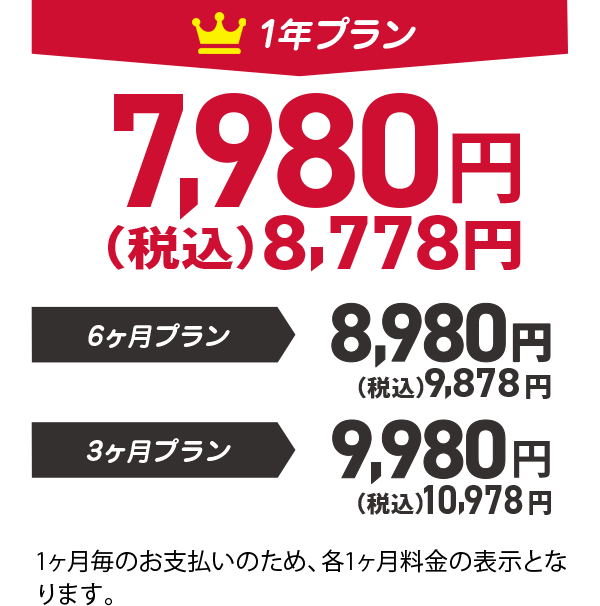 1年プラン
7,980円
（税込）8,778円
6ヶ月プラン
8,980円
（税込）9,878円
3ヶ月プラン
9,980円
（税込）10,978円
1ヶ月毎のお支払いのため、各1ヶ月料金の表示とな
ります。